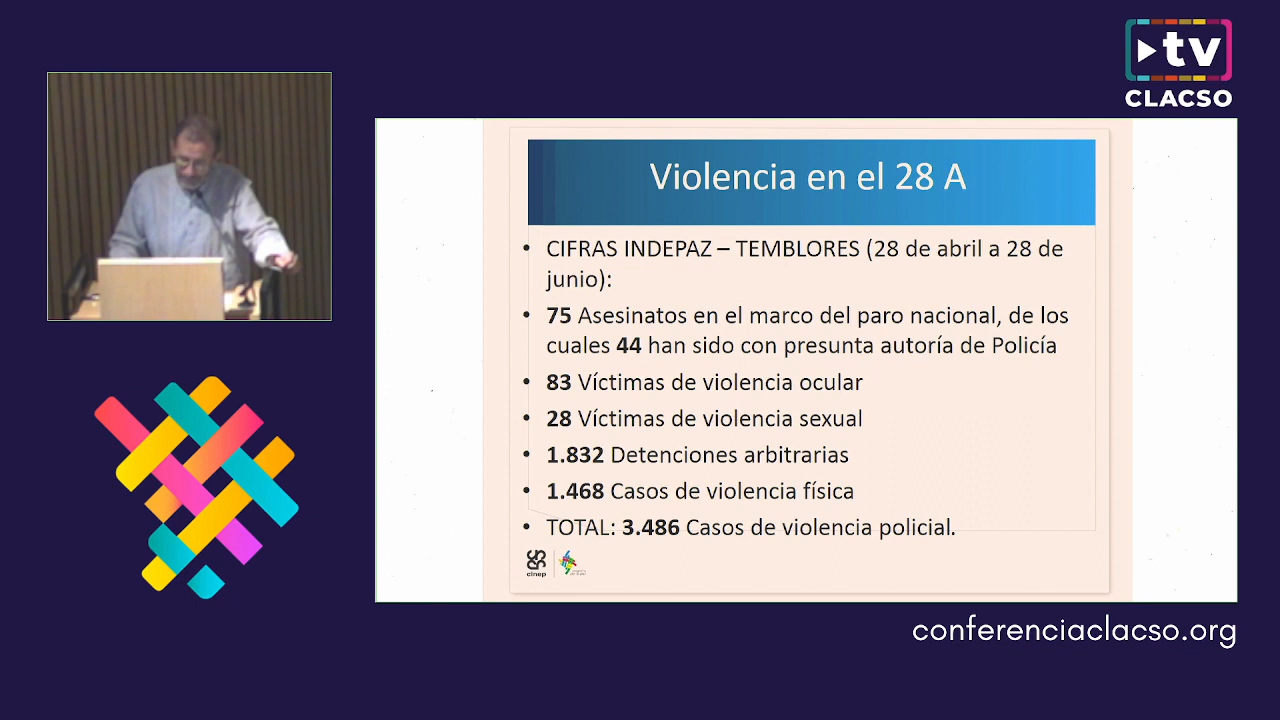 tv
CLACSO
Violencia en el 28 A
• CIFRAS INDEPAZ – TEMBLORES (28 de abril a 28 de
junio):
• 75 Asesinatos en el marco del paro nacional, de los
cuales 44 han sido con presunta autoría de Policía
• 83 Víctimas de violencia ocular
• 28 Víctimas de violencia sexual
• 1.832 Detenciones arbitrarias
• 1.468 Casos de violencia física
• TOTAL: 3.486 Casos de violencia policial.
cinep
conferenciaclacso.org